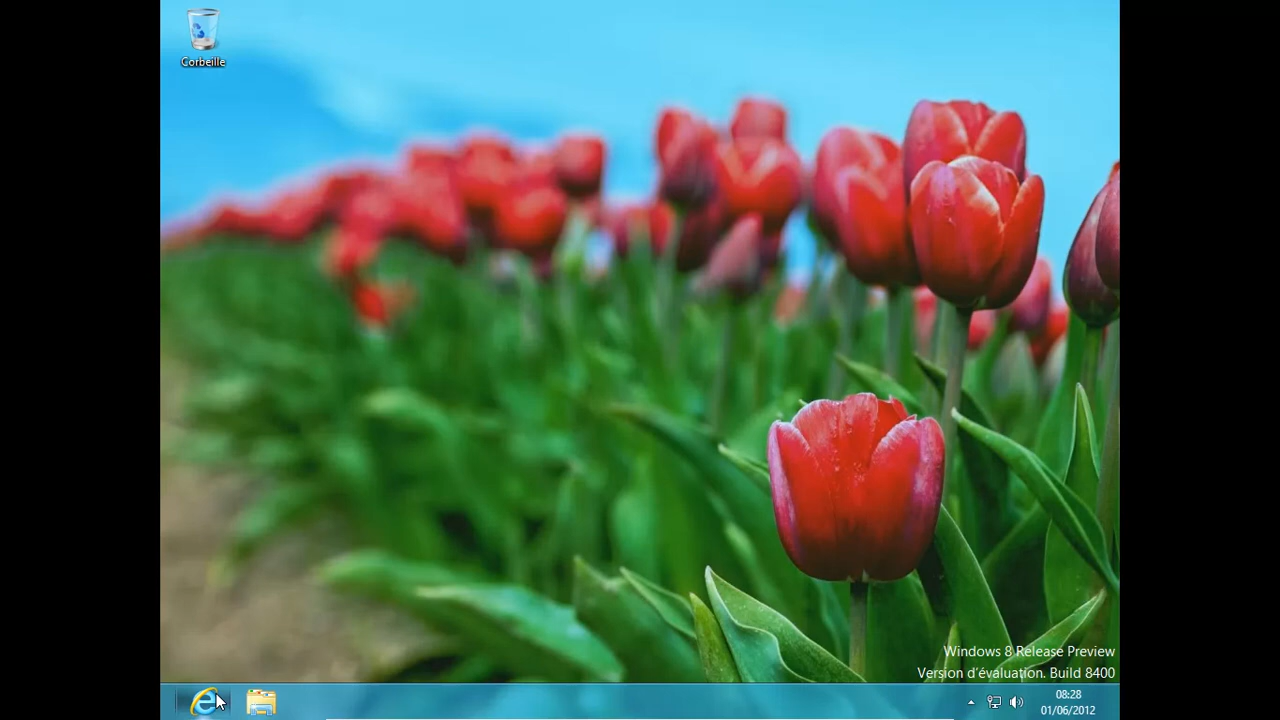 Corbeille
Windows 8 Release Preview
Version d'évaluation. Build 8400
08:28
01/06/2012